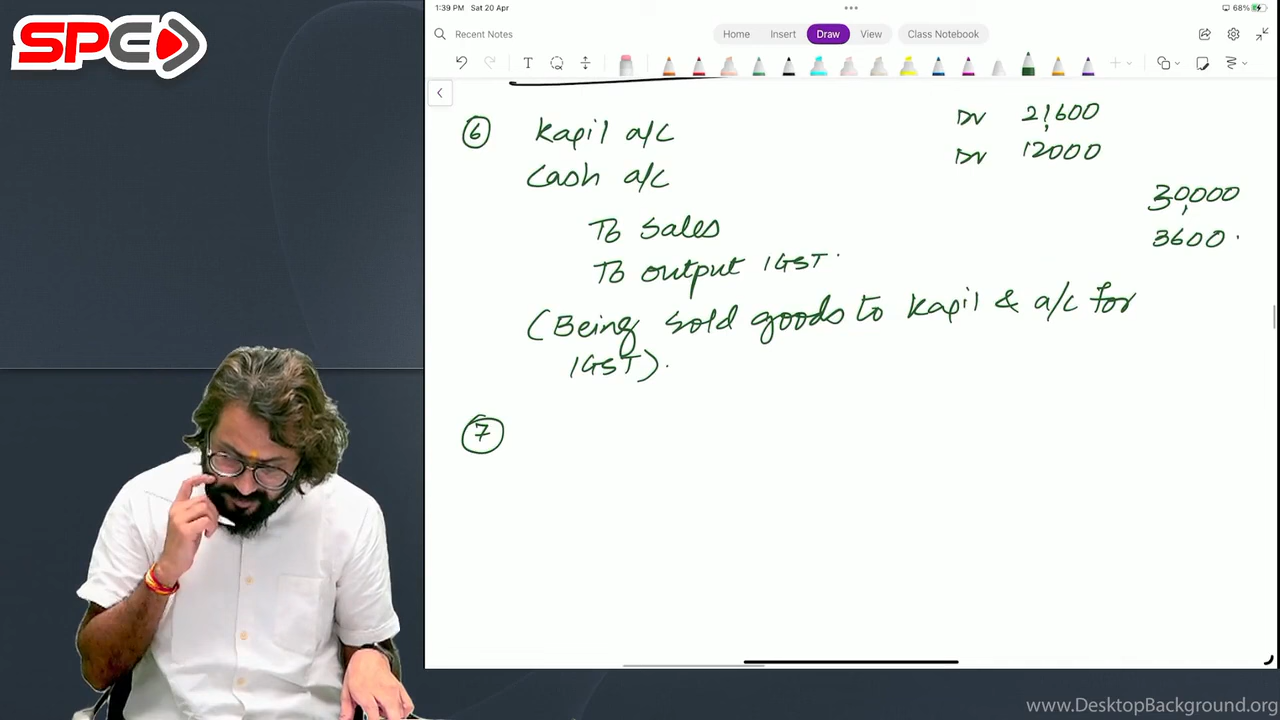 SPE
1:39 PM Sat 20 Apr
68%
Recent Notes
Home Insert Draw View Class Notebook
T
6 Kapil a/c Dr 21,600
Cash a/c Dr 12000
To Sales 30,000
To output IGST 3600
(Being sold goods to Kapil & a/c for
IGST).
7
www.DesktopBackground.org